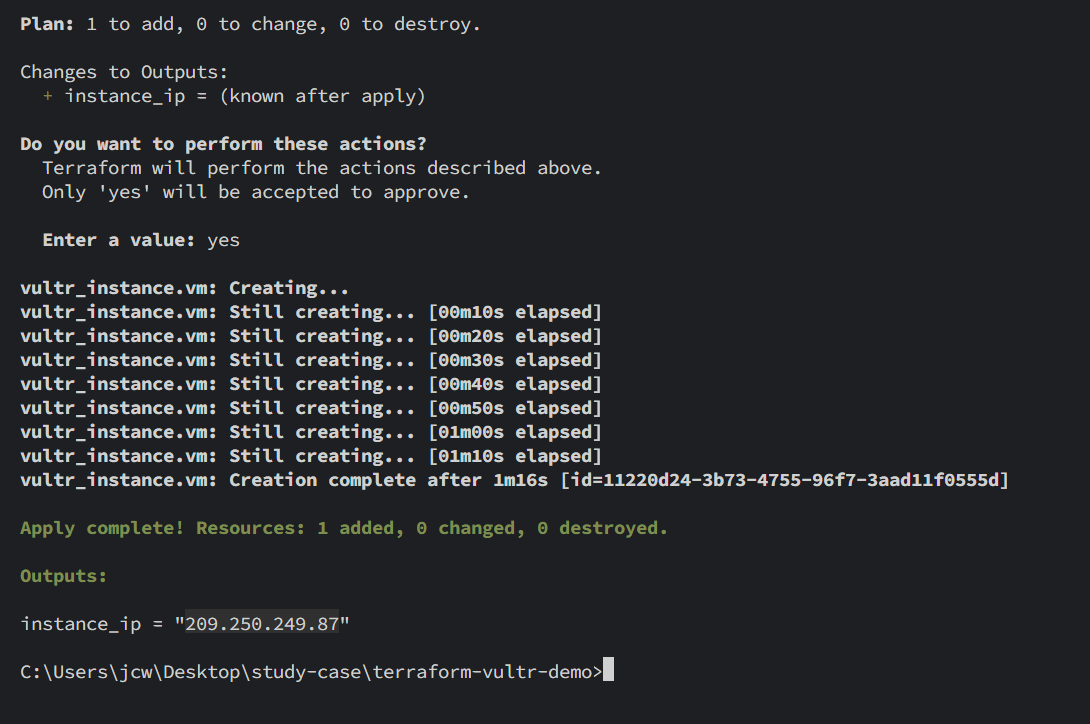 Plan: 1 to add, 0 to change, 0 to destroy.
Changes to Outputs:
+ instance_ip = (known after apply)
Do you want to perform these actions?
Terraform will perform the actions described above.
Only 'yes' will be accepted to approve.
Enter a value: yes
vultr_instance.vm: Creating...
vultr_instance.vm: Still creating... [00m10s elapsed]
vultr_instance.vm: Still creating... [00m20s elapsed]
vultr_instance.vm: Still creating... [00m30s elapsed]
vultr_instance.vm: Still creating... [00m40s elapsed]
vultr_instance.vm: Still creating... [00m50s elapsed]
vultr_instance.vm: Still creating... [01m00s elapsed]
vultr_instance.vm: Still creating... [01m10s elapsed]
vultr_instance.vm: Creation complete after 1m16s [id=11220d24-3b73-4755-96f7-3aad11f0555d]
Apply complete! Resources: 1 added, 0 changed, 0 destroyed.
Outputs:
instance_ip = "209.250.249.87"
C:\Users\jcw\Desktop\study-case\terraform-vultr-demo>